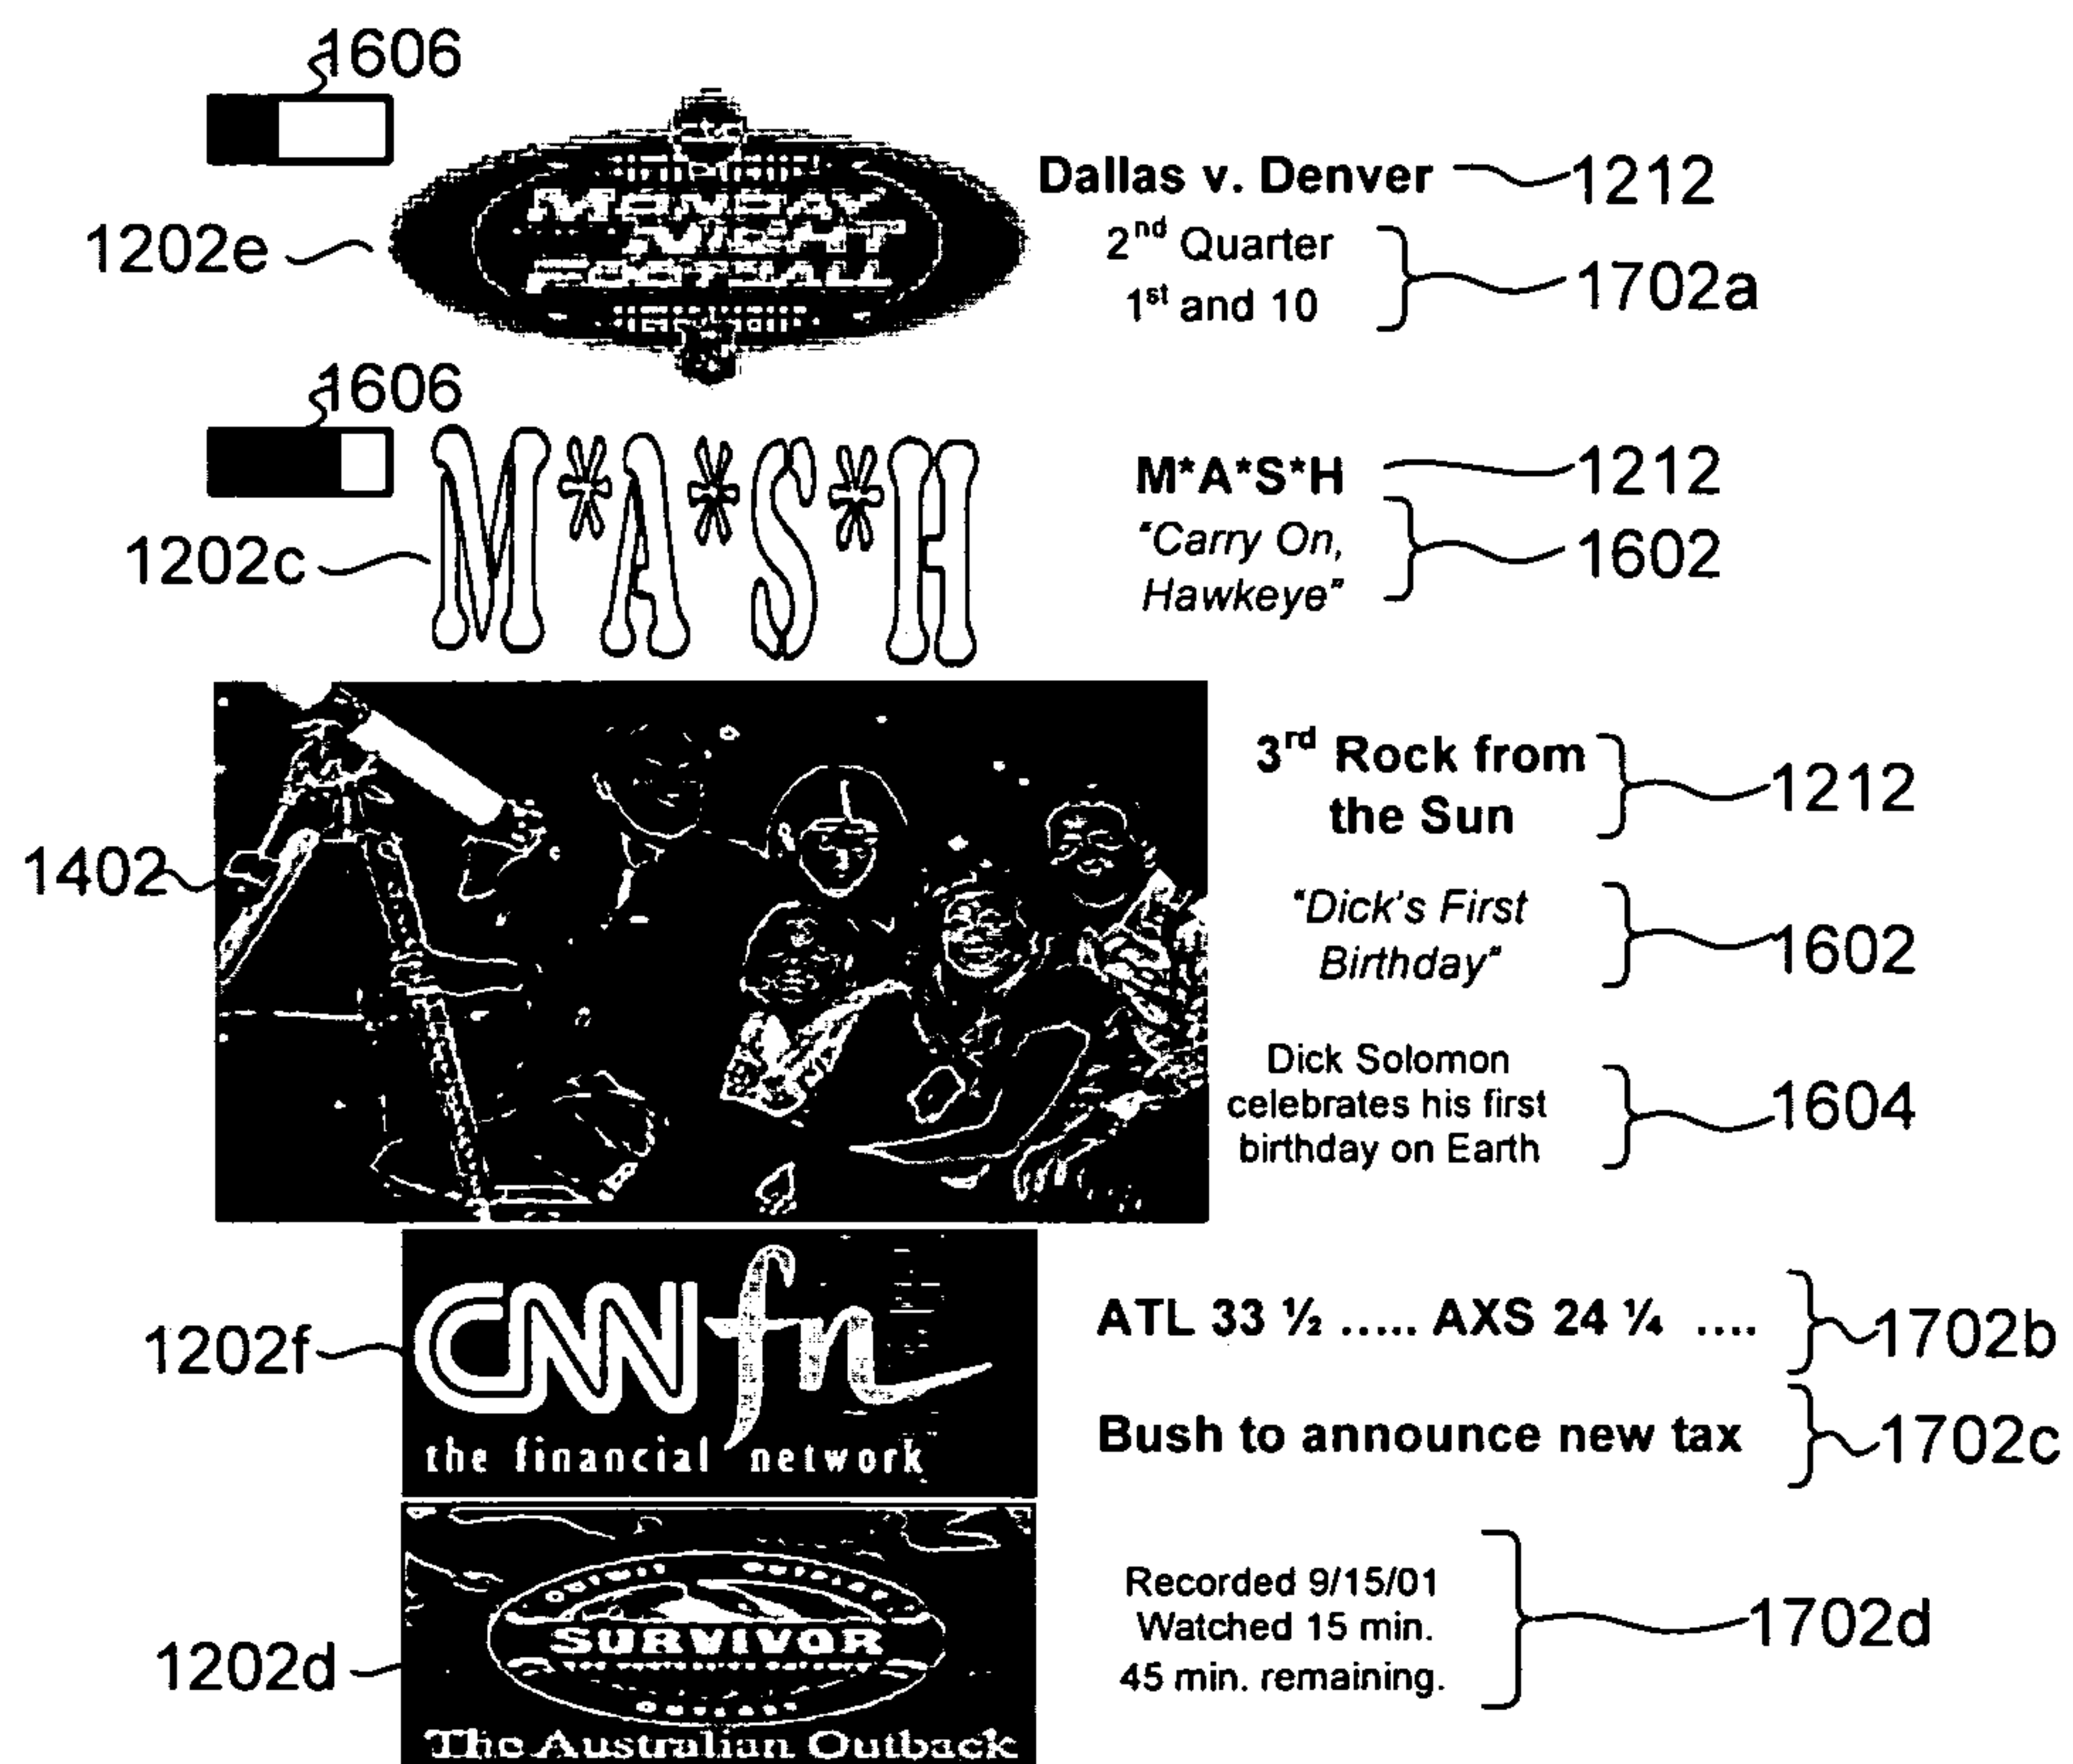 1606
1202e
MONDAY
NIGHT
FOOTBALL
Dallas v. Denver
1212
2nd Quarter
1st and 10
1702a
1606
1202c
M*A*S*H
M*A*S*H
1212
"Carry On,
Hawkeye"
1602
1402
3rd Rock from
the Sun
1212
"Dick's First
Birthday"
1602
Dick Solomon
celebrates his first
birthday on Earth
1604
1202f
CNNfn
the financial network
ATL 33 ½ ..... AXS 24 ¼ ....
1702b
Bush to announce new tax
1702c
1202d
OUTWIT OUTPLAY
SURVIVOR
OUTLAST
The Australian Outback
Recorded 9/15/01
Watched 15 min.
45 min. remaining.
1702d